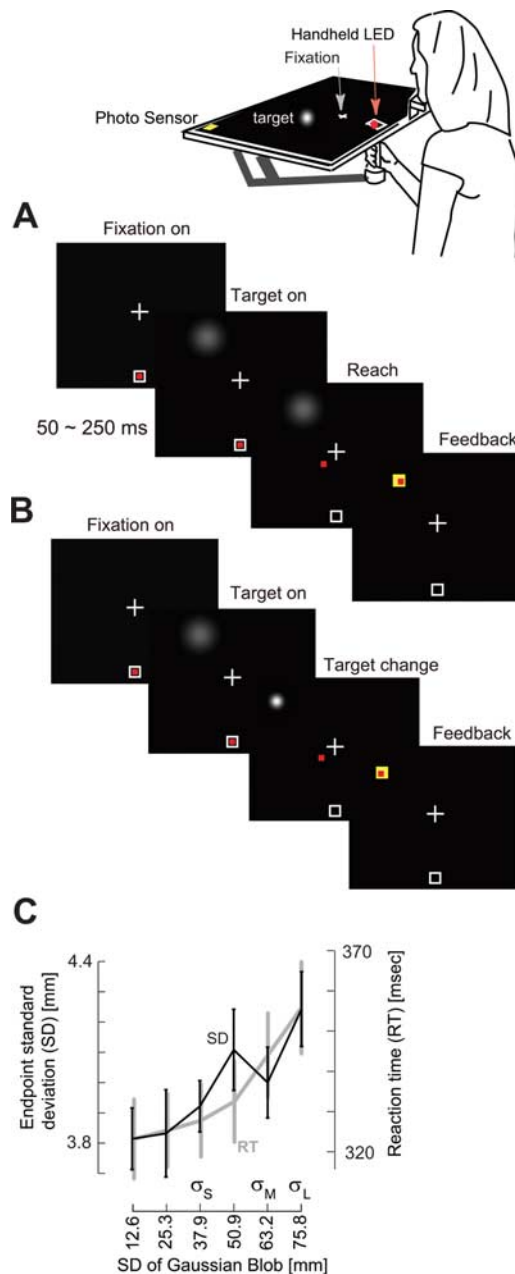 Handheld LED
Fixation
Photo Sensor
target
A
Fixation on
Target on
Reach
50 ~ 250 ms
Feedback
B
Fixation on
Target on
Target change
Feedback
C
4.4
370
Endpoint standard
deviation (SD) [mm]
SD
Reaction time (RT) [msec]
3.8
RT
320
σS σM σL
12.6 25.3 37.9 50.9 63.2 75.8
SD of Gaussian Blob [mm]